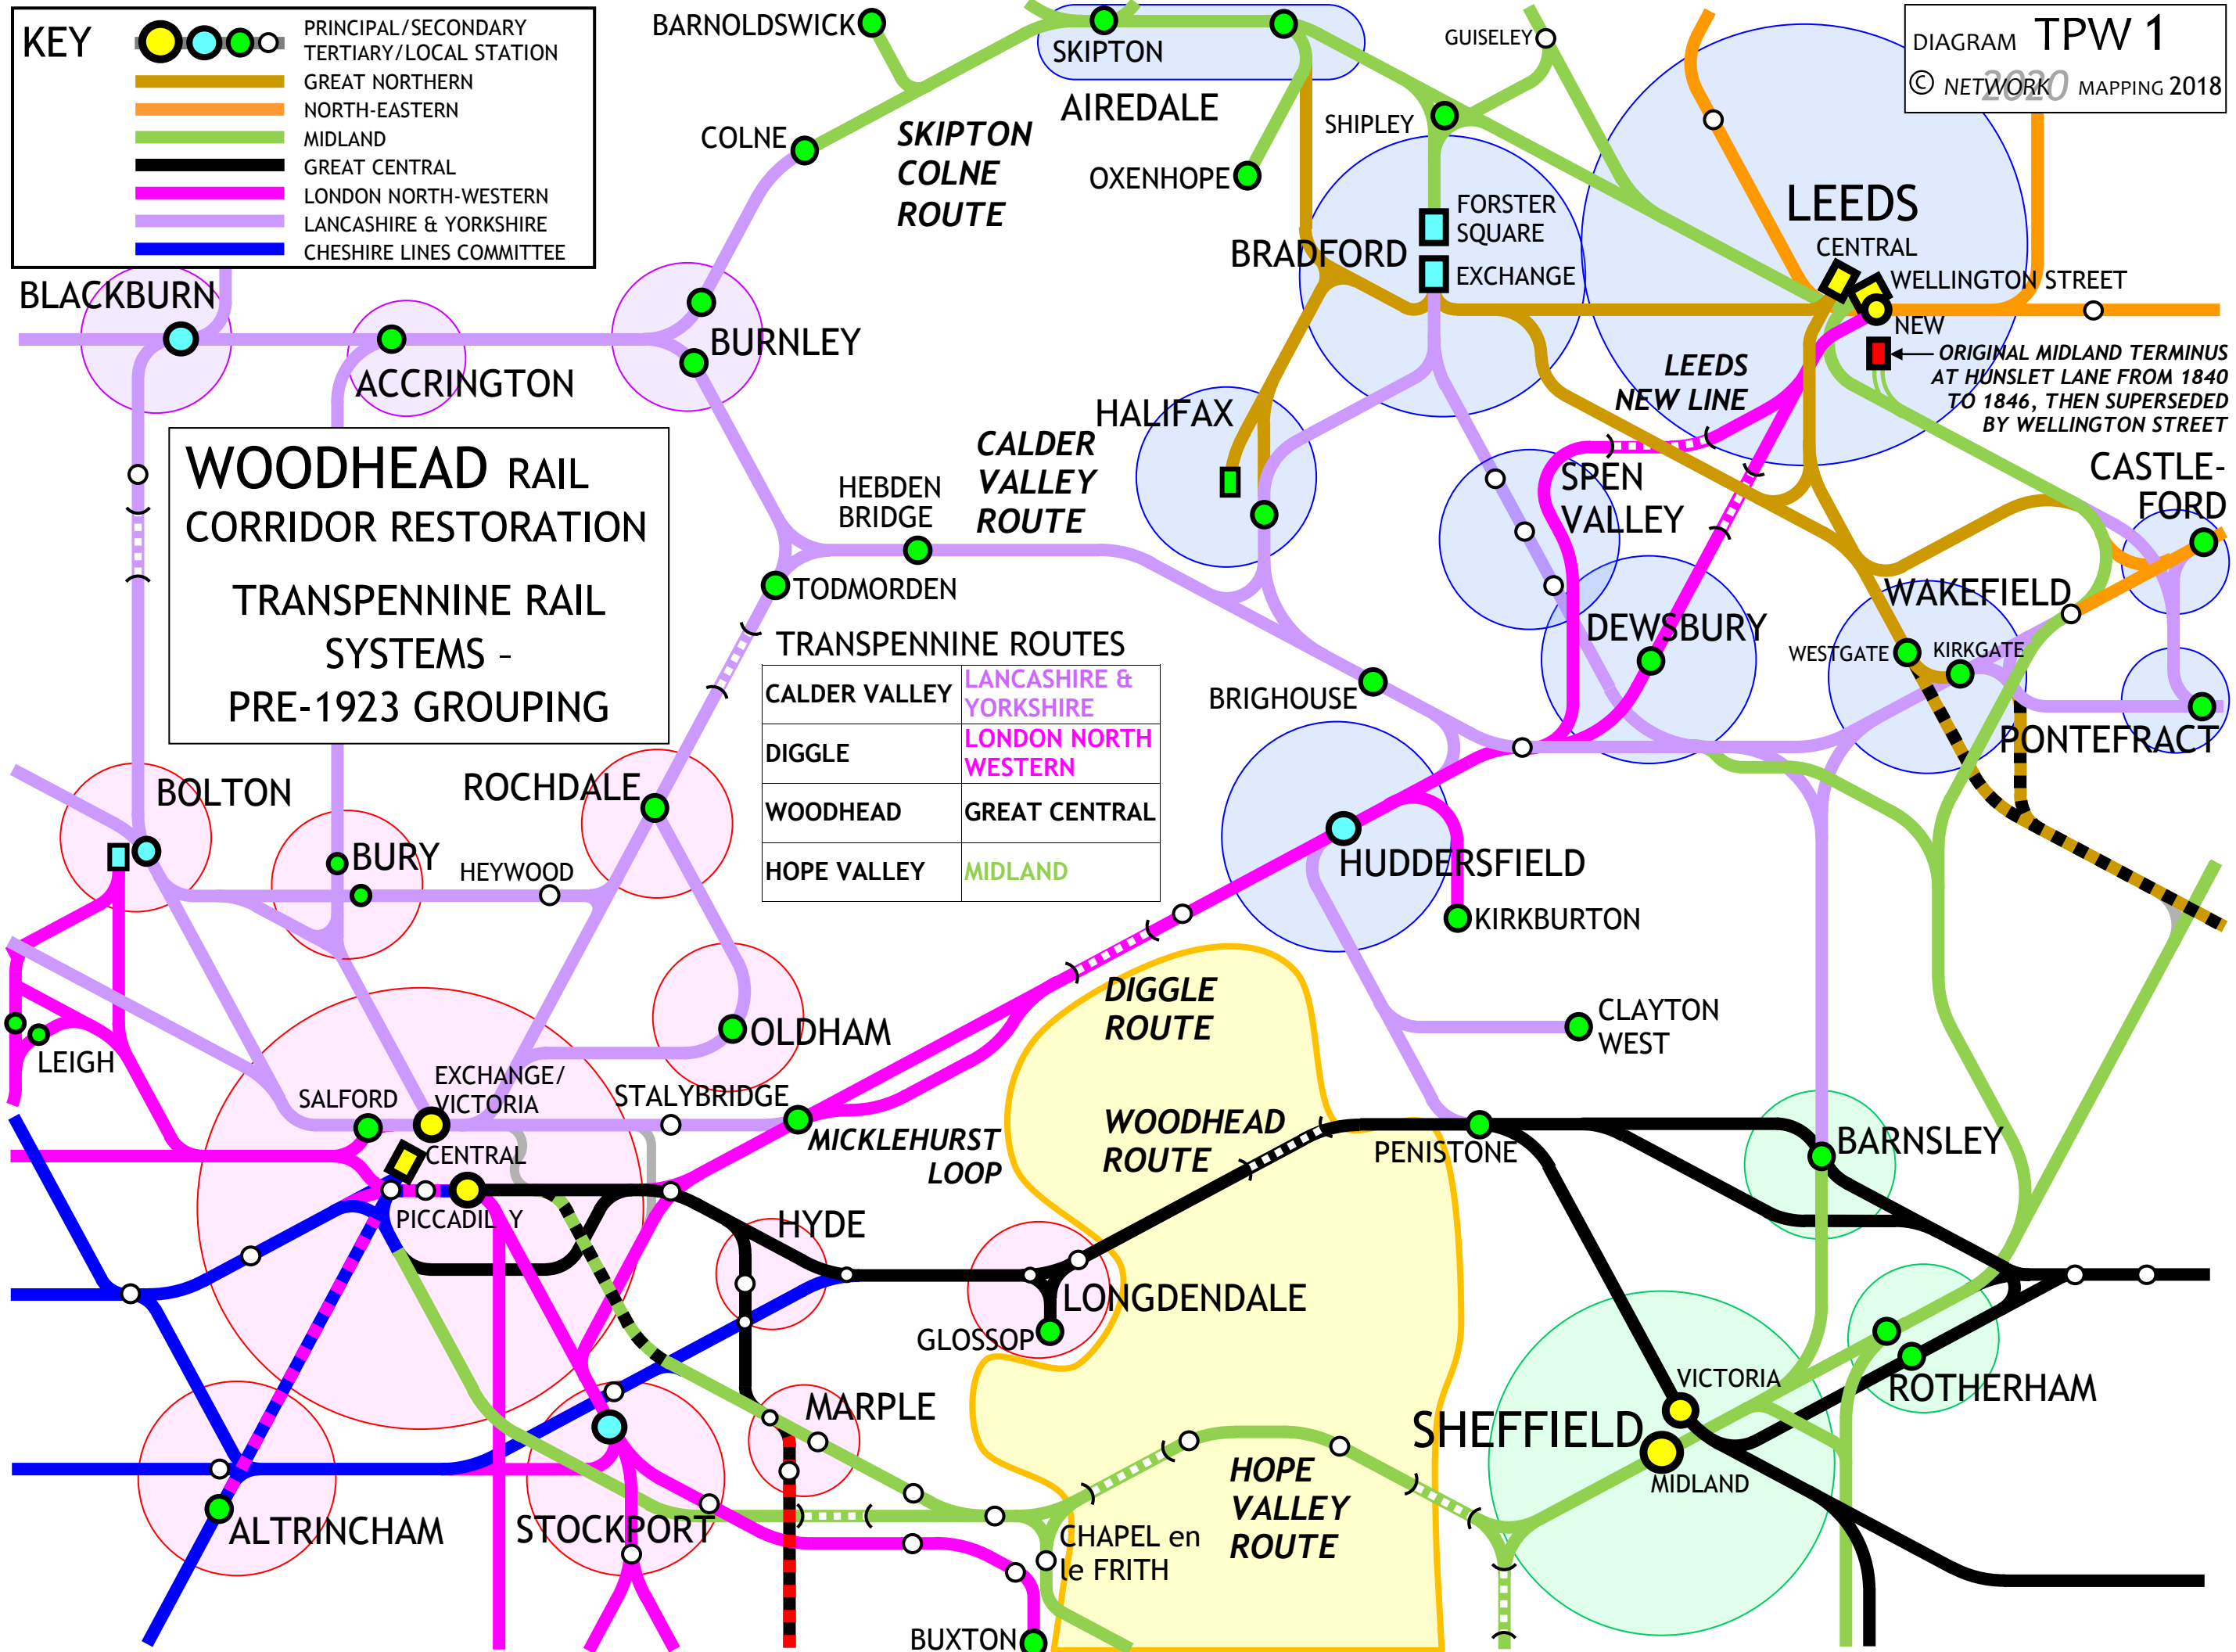 KEY
PRINCIPAL/SECONDARY
TERTIARY/LOCAL STATION
GREAT NORTHERN
NORTH-EASTERN
MIDLAND
GREAT CENTRAL
LONDON NORTH-WESTERN
LANCASHIRE & YORKSHIRE
CHESHIRE LINES COMMITTEE
DIAGRAM TPW 1
© NETWORK 2020 MAPPING 2018
BARNOLDSWICK
SKIPTON
AIREDALE
GUISELEY
COLNE
SKIPTON
COLNE
ROUTE
OXENHOPE
SHIPLEY
FORSTER
SQUARE
BRADFORD
EXCHANGE
LEEDS
CENTRAL
WELLINGTON STREET
NEW
ORIGINAL MIDLAND TERMINUS
AT HUNSLET LANE FROM 1840
TO 1846, THEN SUPERSEDED
BY WELLINGTON STREET
LEEDS
NEW LINE
BLACKBURN
ACCRINGTON
BURNLEY
WOODHEAD RAIL
CORRIDOR RESTORATION
TRANSPENNINE RAIL
SYSTEMS –
PRE-1923 GROUPING
HALIFAX
CALDER
VALLEY
ROUTE
HEBDEN
BRIDGE
TODMORDEN
SPEN
VALLEY
CASTLE-
FORD
DEWSBURY
WAKEFIELD
WESTGATE
KIRKGATE
PONTEFRACT
BRIGHOUSE
TRANSPENNINE ROUTES
CALDER VALLEY
LANCASHIRE &
YORKSHIRE
DIGGLE
LONDON NORTH
WESTERN
WOODHEAD
GREAT CENTRAL
HOPE VALLEY
MIDLAND
BOLTON
ROCHDALE
BURY
HEYWOOD
HUDDERSFIELD
KIRKBURTON
LEIGH
OLDHAM
DIGGLE
ROUTE
CLAYTON
WEST
SALFORD
EXCHANGE/
VICTORIA
STALYBRIDGE
MICKLEHURST
LOOP
WOODHEAD
ROUTE
PENISTONE
BARNSLEY
CENTRAL
PICCADIL Y
HYDE
LONGDENDALE
GLOSSOP
MARPLE
VICTORIA
ROTHERHAM
SHEFFIELD
MIDLAND
ALTRINCHAM
STOCKPORT
HOPE
VALLEY
ROUTE
CHAPEL en
le FRITH
BUXTON